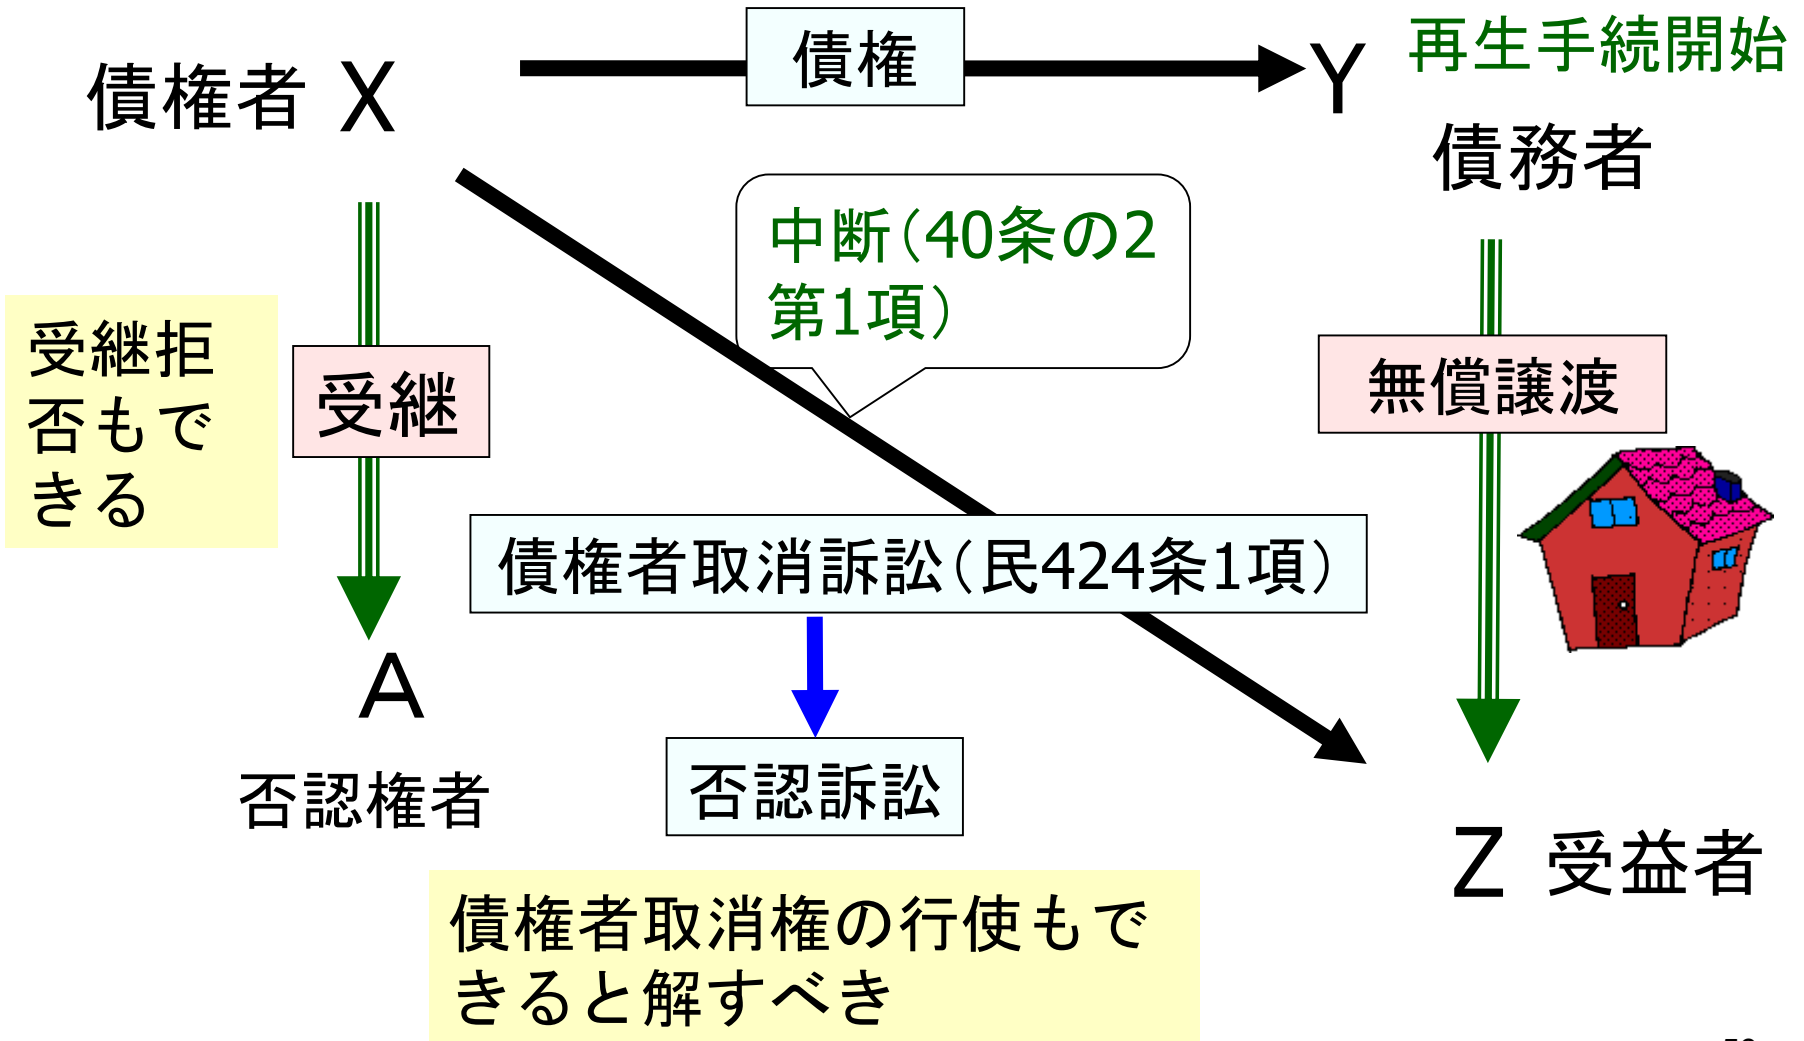 債権者 X
債権
Y
再生手続開始
債務者
中断(40条の2
第1項)
受継拒
否もで
きる
受継
無償譲渡
債権者取消訴訟(民424条1項)
A
否認権者
否認訴訟
Z 受益者
債権者取消権の行使もで
きると解すべき